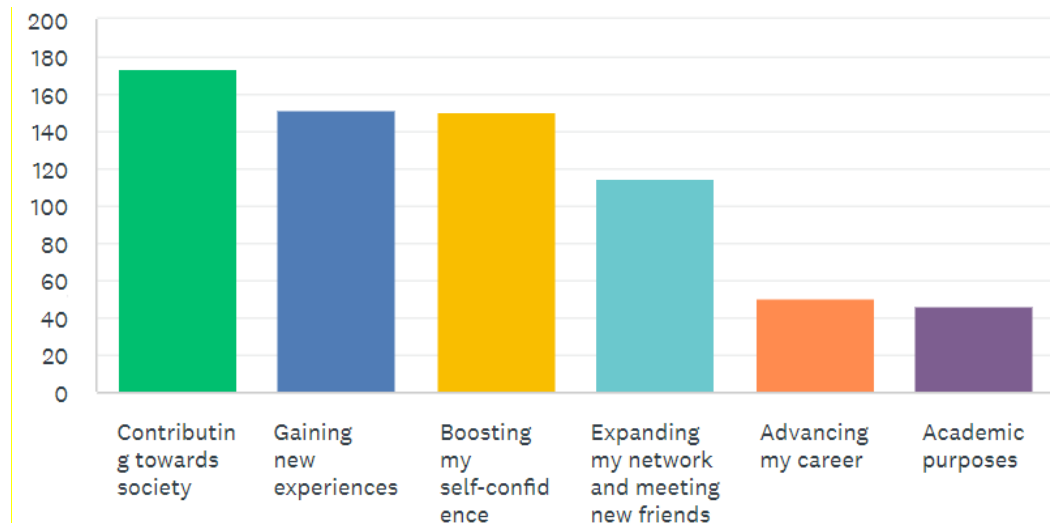 200
180
160
140
120
100
80
60
40
20
0
Contributin
g towards
society
Gaining
new
experiences
Boosting
my
self-confid
ence
Expanding
my network
and meeting
new friends
Advancing
my career
Academic
purposes